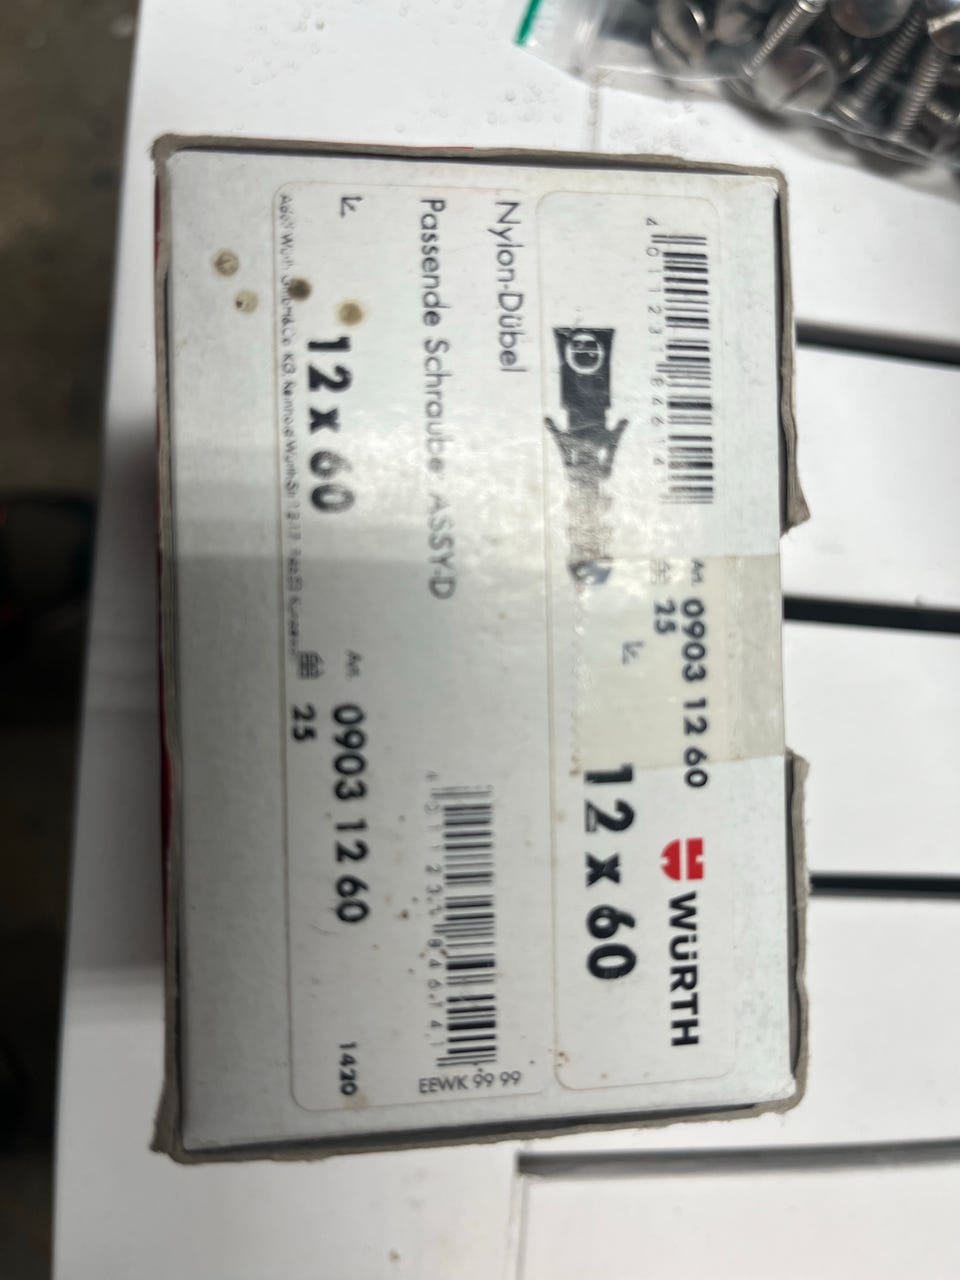 Art. 0903 12 60
25
WÜRTH
12 x 60
Nylon-Dübel
Passende Schraube: ASSY-D
12 x 60
Art. 0903 12 60
25
1420
EEWK 99 99